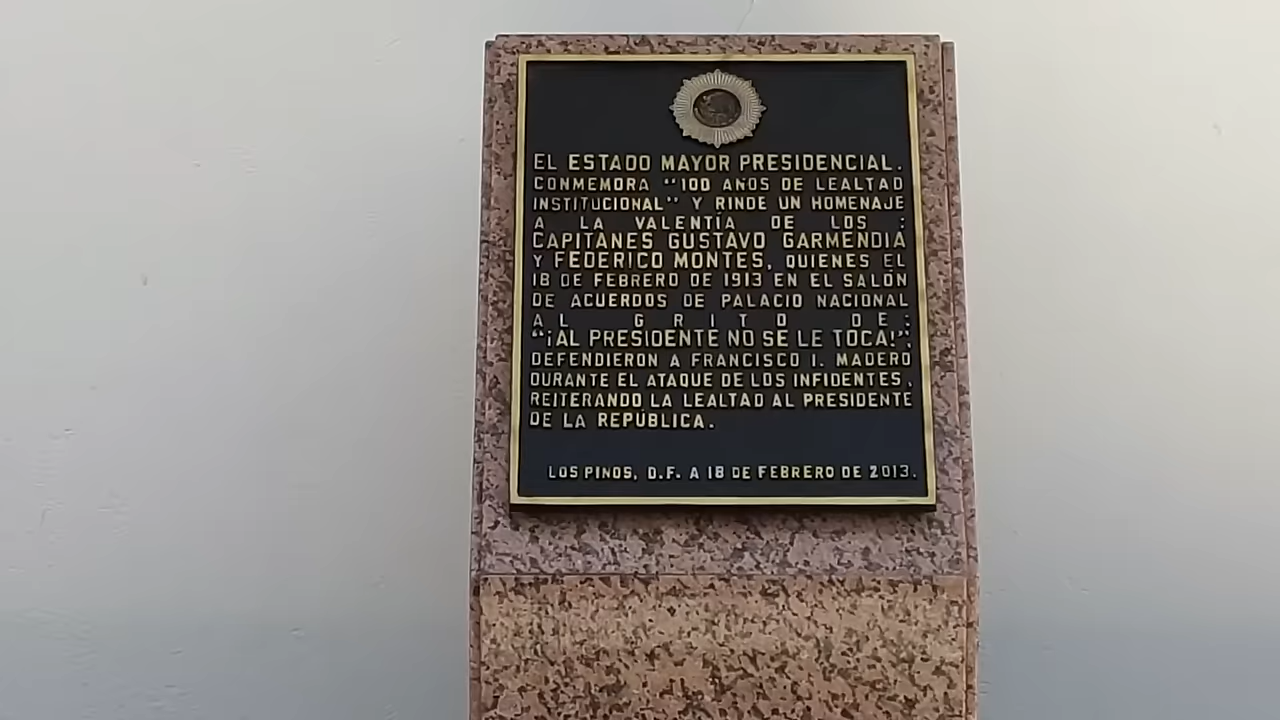 EL ESTADO MAYOR PRESIDENCIAL.
CONMEMORA "100 AÑOS DE LEALTAD
INSTITUCIONAL" Y RINDE UN HOMENAJE
A LA VALENTÍA DE LOS :
CAPITANES GUSTAVO GARMENDIA
Y FEDERICO MONTES, QUIENES EL
18 DE FEBRERO DE 1913 EN EL SALÓN
DE ACUERDOS DE PALACIO NACIONAL
AL GRITO DE:
"¡AL PRESIDENTE NO SE LE TOCA!",
DEFENDIERON A FRANCISCO I. MADERO
DURANTE EL ATAQUE DE LOS INFIDENTES,
REITERANDO LA LEALTAD AL PRESIDENTE
DE LA REPÚBLICA.
LOS PINOS, D.F. A 18 DE FEBRERO DE 2013.